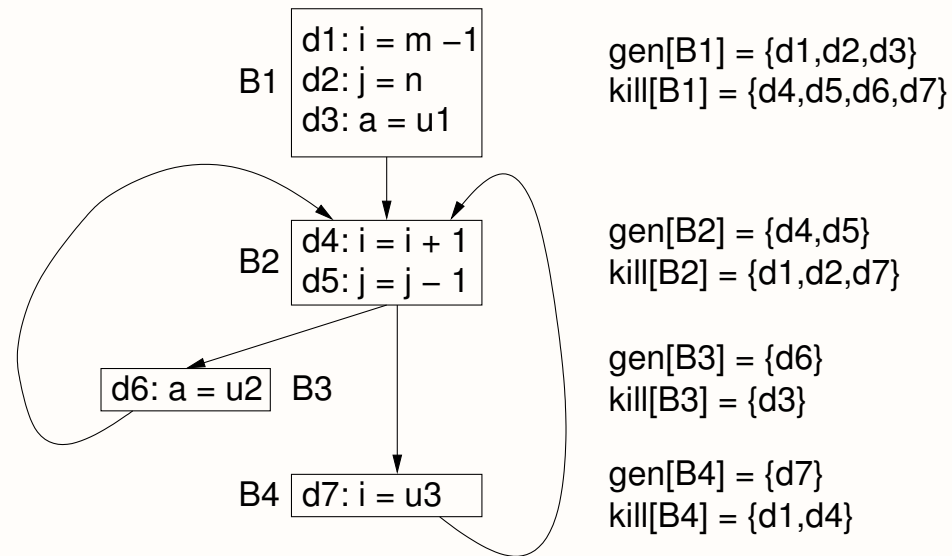 B1
d1: i = m −1
d2: j = n
d3: a = u1
gen[B1] = {d1,d2,d3}
kill[B1] = {d4,d5,d6,d7}
B2
d4: i = i + 1
d5: j = j − 1
gen[B2] = {d4,d5}
kill[B2] = {d1,d2,d7}
d6: a = u2 B3
gen[B3] = {d6}
kill[B3] = {d3}
B4 d7: i = u3
gen[B4] = {d7}
kill[B4] = {d1,d4}